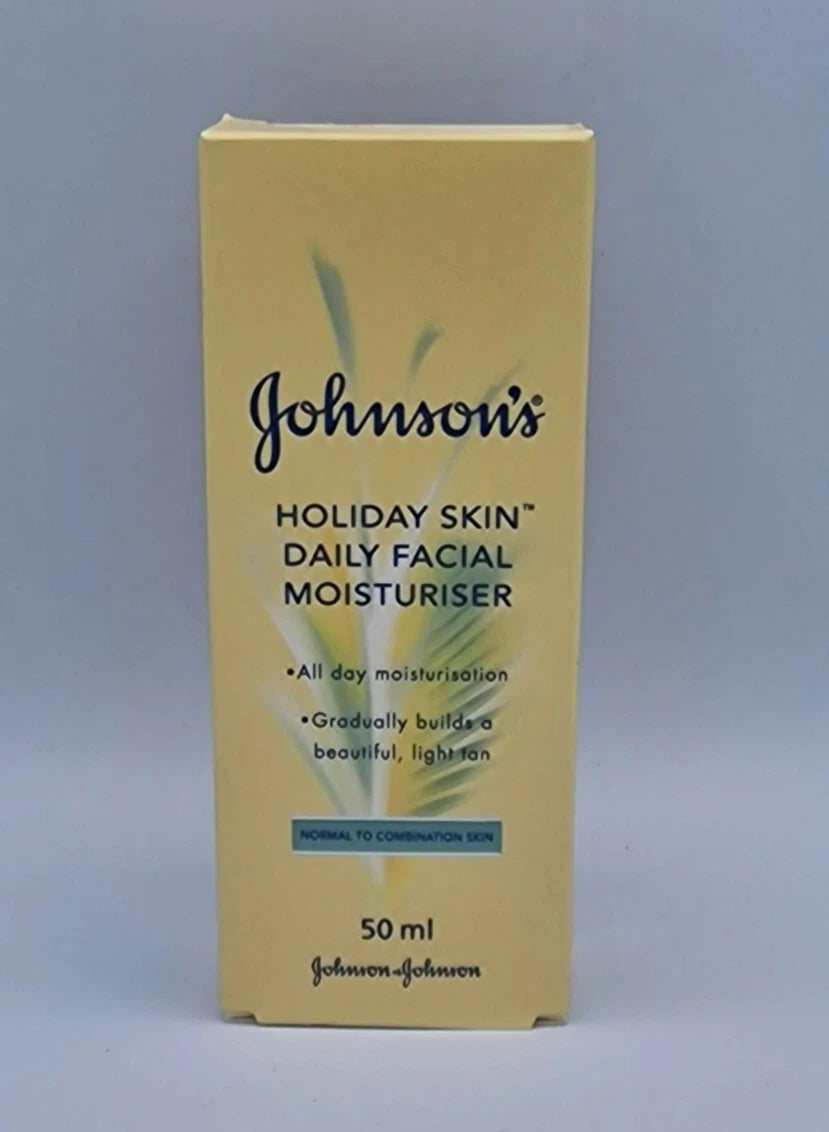 Johnson's®
HOLIDAY SKIN™
DAILY FACIAL
MOISTURISER
•All day moisturisation
•Gradually builds a
beautiful, light tan
NORMAL TO COMBINATION SKIN
50 ml
Johnson & Johnson